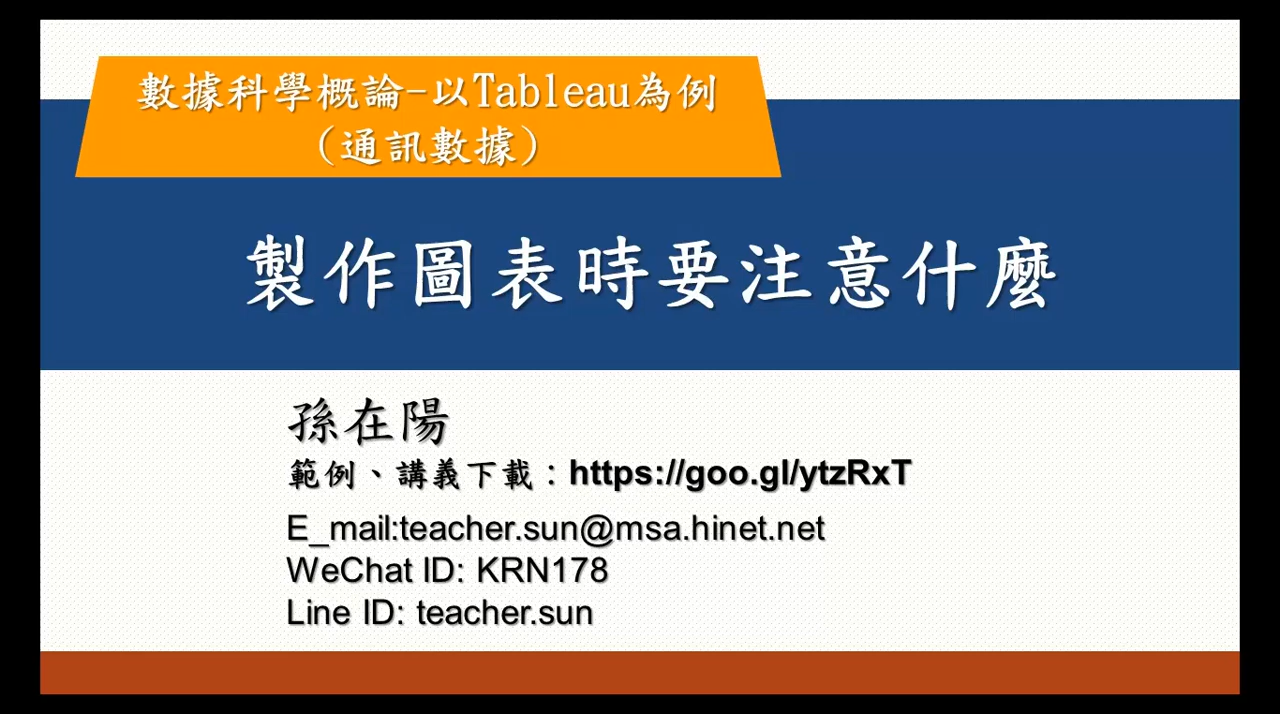 數據科學概論-以Tableau為例
(通訊數據)
製作圖表時要注意什麼
孫在陽
範例、講義下載：https://goo.gl/ytzRxT
E_mail:teacher.sun@msa.hinet.net
WeChat ID: KRN178
Line ID: teacher.sun